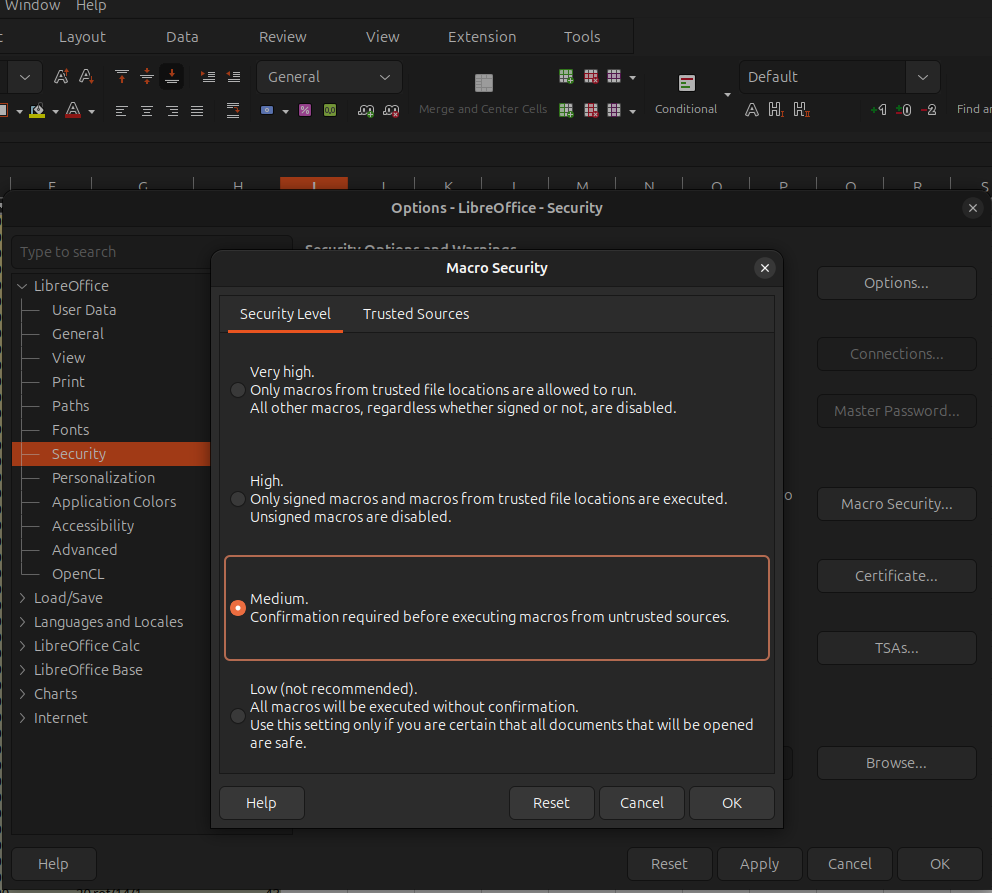 Window Help
Layout Data Review View Extension Tools
General Default
Merge and Center Cells Conditional Find
G H I K M N R S
Options - LibreOffice - Security
Type to search
Security Options and Warnings
Options...
Macro Security
LibreOffice
User Data
General
View
Print
Paths
Fonts
Security
Personalization
Application Colors
Accessibility
Advanced
OpenCL
Load/Save
Languages and Locales
LibreOffice Calc
LibreOffice Base
Charts
Internet
Security Level Trusted Sources
Very high.
Only macros from trusted file locations are allowed to run.
All other macros, regardless whether signed or not, are disabled.
High.
Only signed macros and macros from trusted file locations are executed.
Unsigned macros are disabled.
Medium.
Confirmation required before executing macros from untrusted sources.
Low (not recommended).
All macros will be executed without confirmation.
Use this setting only if you are certain that all documents that will be opened
are safe.
Help Reset Cancel OK
Connections...
Master Password...
Macro Security...
Certificate...
TSAs...
Browse...
Help Reset Apply Cancel OK